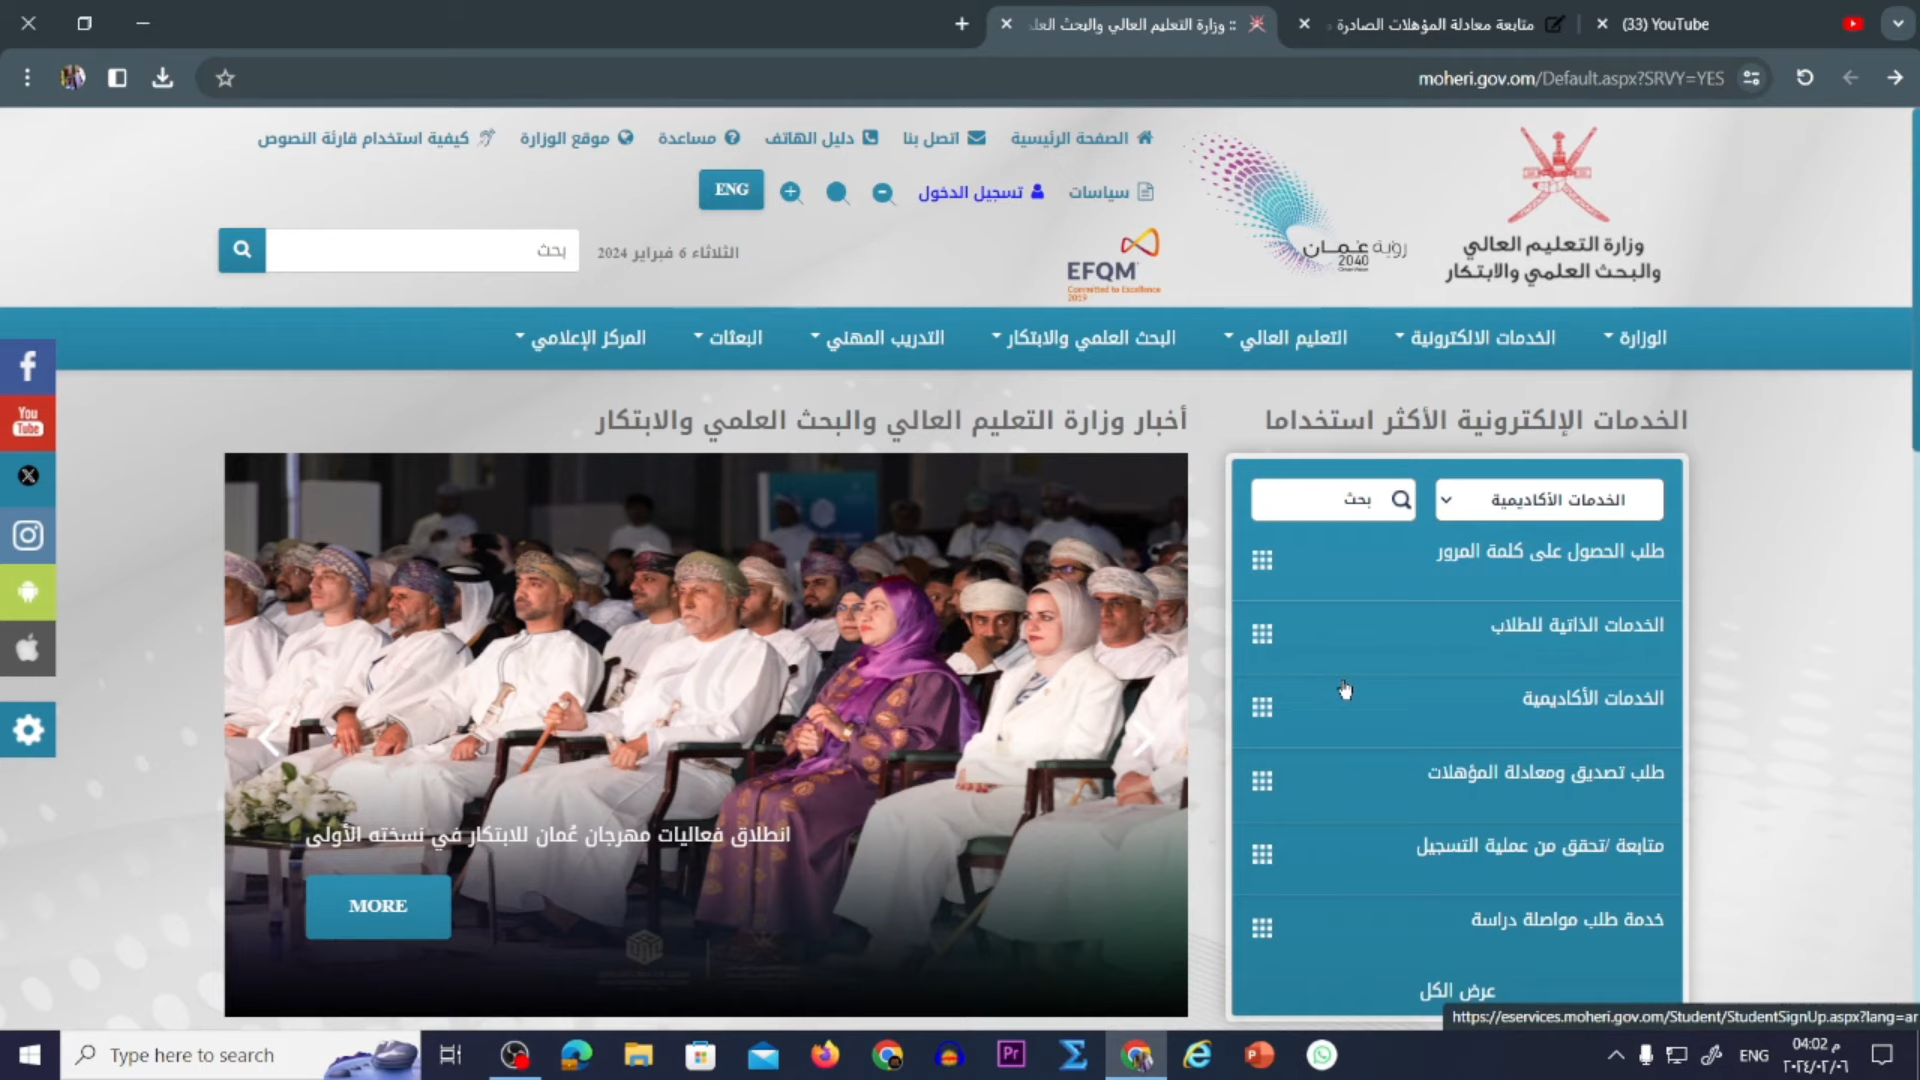 (33) YouTube
متابعة معادلة المؤهلات الصادرة
:: وزارة التعليم العالي والبحث العلـ
moheri.gov.om/Default.aspx?SRVY=YES
الصفحة الرئيسية
اتصل بنا
دليل الهاتف
مساعدة
موقع الوزارة
كيفية استخدام قارئة النصوص
سياسات
تسجيل الدخول
ENG
الثلاثاء 6 فبراير 2024
بحث
رؤية عمان
2040
Oman Vision
EFQM
Committed to Excellence
2019
وزارة التعليم العالي
والبحث العلمي والابتكار
الوزارة
الخدمات الالكترونية
التعليم العالي
البحث العلمي والابتكار
التدريب المهني
البعثات
المركز الإعلامي
You
Tube
الخدمات الإلكترونية الأكثر استخداما
أخبار وزارة التعليم العالي والبحث العلمي والابتكار
الخدمات الأكاديمية
بحث
طلب الحصول على كلمة المرور
الخدمات الذاتية للطلاب
الخدمات الأكاديمية
طلب تصديق ومعادلة المؤهلات
متابعة /تحقق من عملية التسجيل
خدمة طلب مواصلة دراسة
عرض الكل
انطلاق فعاليات مهرجان عُمان للابتكار في نسخته الأولى
MORE
https://eservices.moheri.gov.om/Student/StudentSignUp.aspx?lang=ar
Type here to search
Pr
ENG
04:02 م
٢٠٢٤/٠٢/٠٦